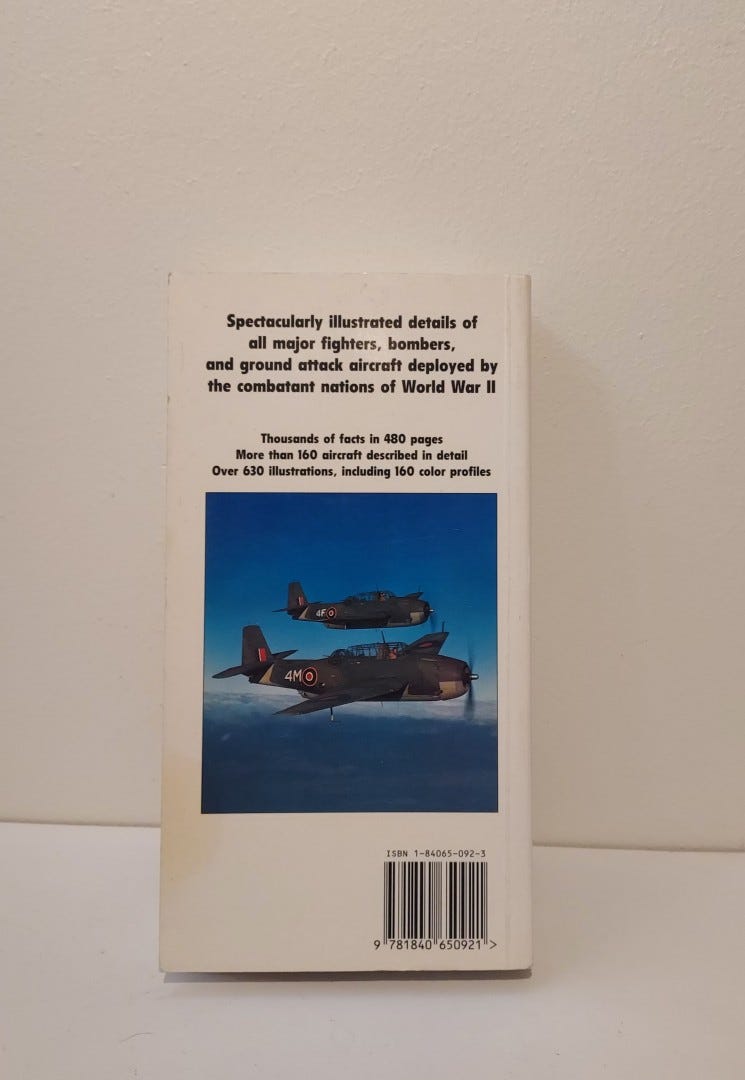 Spectacularly illustrated details of
all major fighters, bombers,
and ground attack aircraft deployed by
the combatant nations of World War II
Thousands of facts in 480 pages
More than 160 aircraft described in detail
Over 630 illustrations, including 160 color profiles
4F
4M
ISBN 1-84065-092-3
9 781840 650921 >